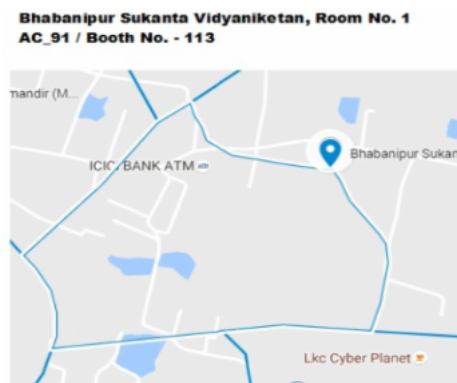 Bhabanipur Sukanta Vidyaniketan, Room No. 1
AC_91 / Booth No. - 113
mandir (M...
ICICI BANK ATM
Bhabanipur Sukan
Lkc Cyber Planet